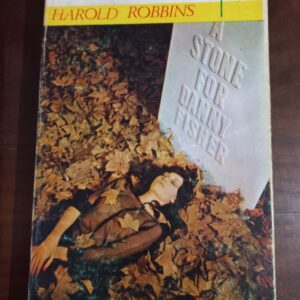 HAROLD ROBBINS
A
STONE
FOR
DANNY
FISHER